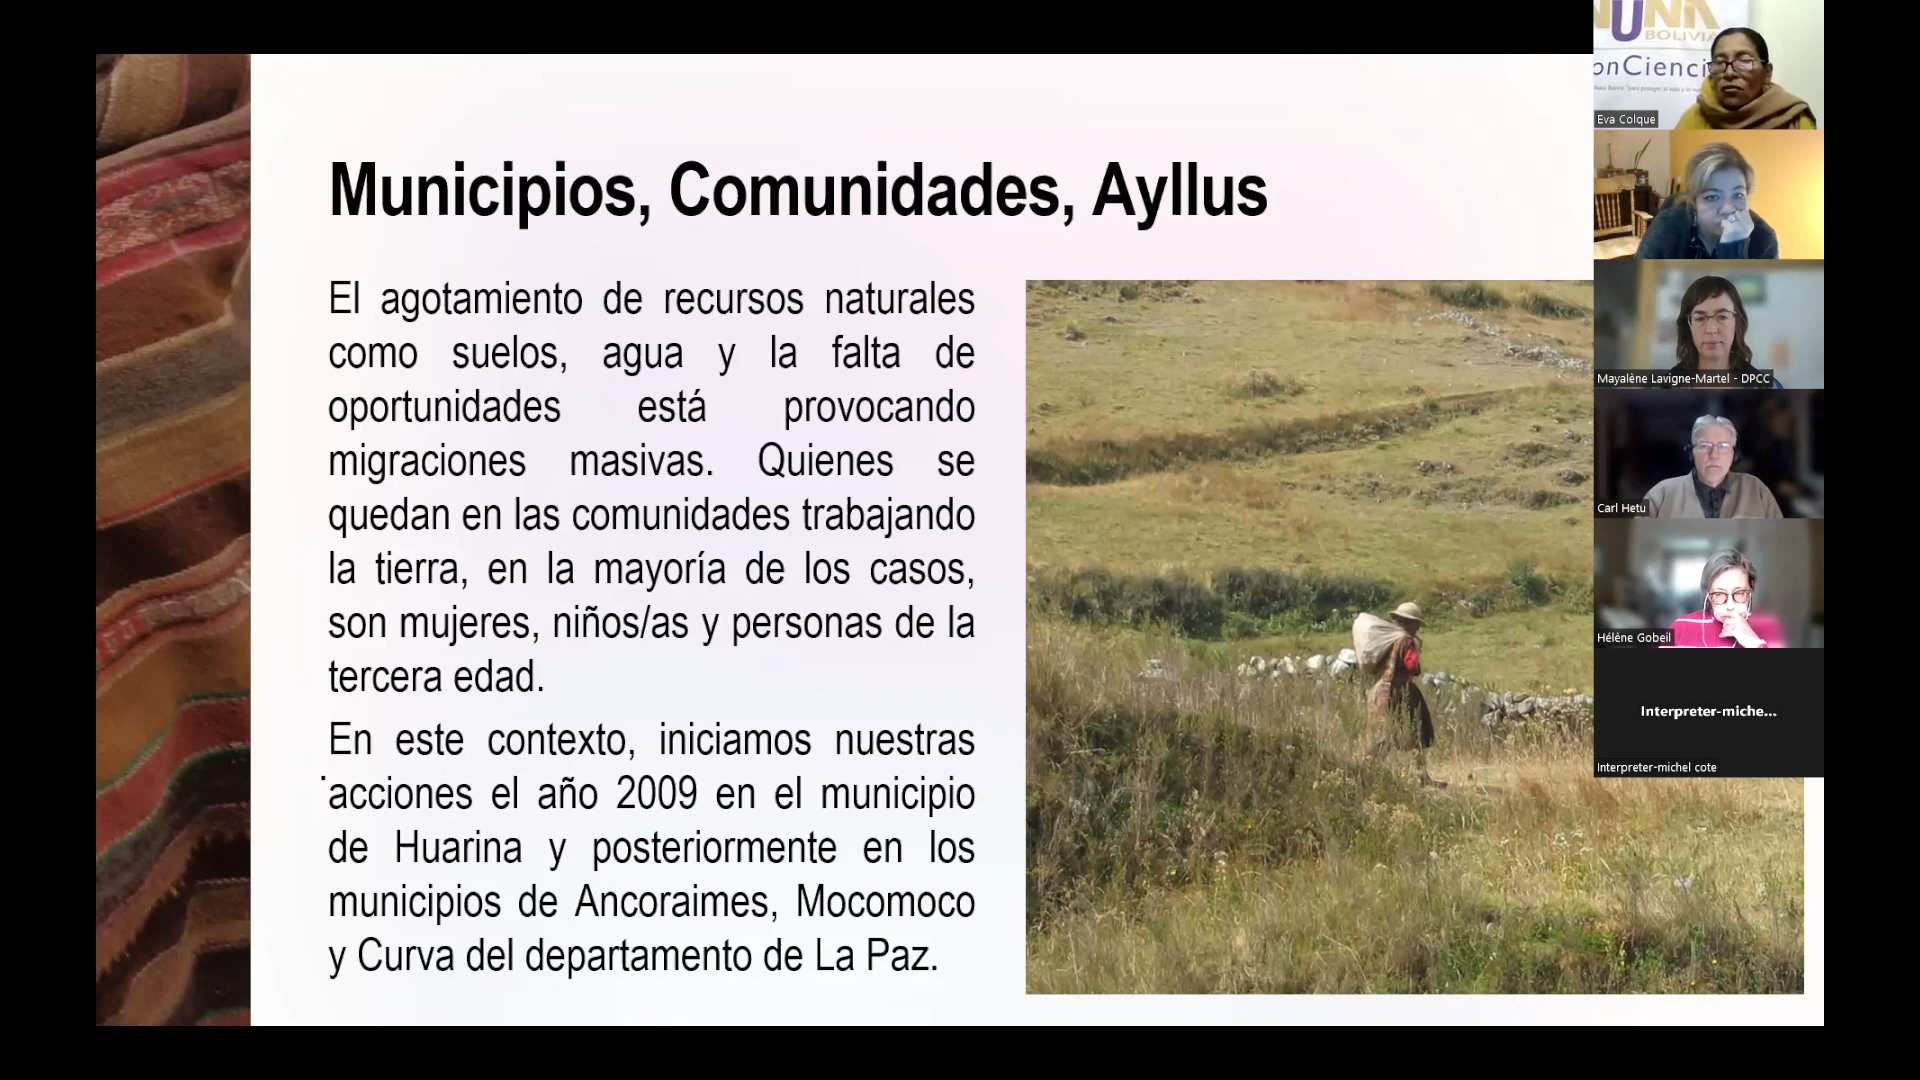 Municipios, Comunidades, Ayllus
El agotamiento de recursos naturales
como suelos, agua y la falta de
oportunidades está provocando
migraciones masivas. Quienes se
quedan en las comunidades trabajando
la tierra, en la mayoría de los casos,
son mujeres, niños/as y personas de la
tercera edad.
En este contexto, iniciamos nuestras
acciones el año 2009 en el municipio
de Huarina y posteriormente en los
municipios de Ancoraimes, Mocomoco
y Curva del departamento de La Paz.
BOLIVIA
onCienci
Eva Colque
Mayalène Lavigne-Martel - DPCC
Carl Hetu
Hélène Gobeil
Interpreter-miche...
Interpreter-michel cote